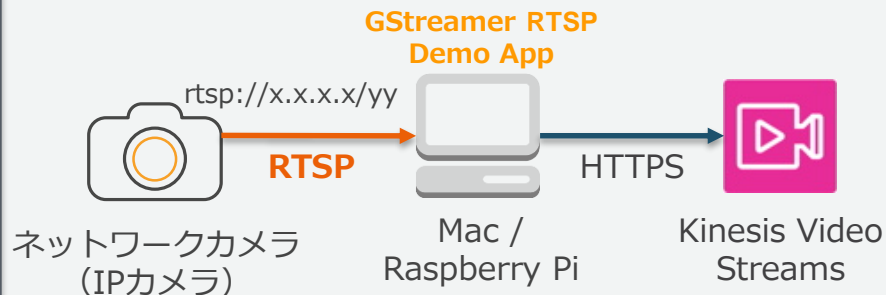 GStreamer RTSP
Demo App
rtsp://x.x.x.x/yy
RTSP
HTTPS
ネットワークカメラ
（IPカメラ）
Mac /
Raspberry Pi
Kinesis Video
Streams